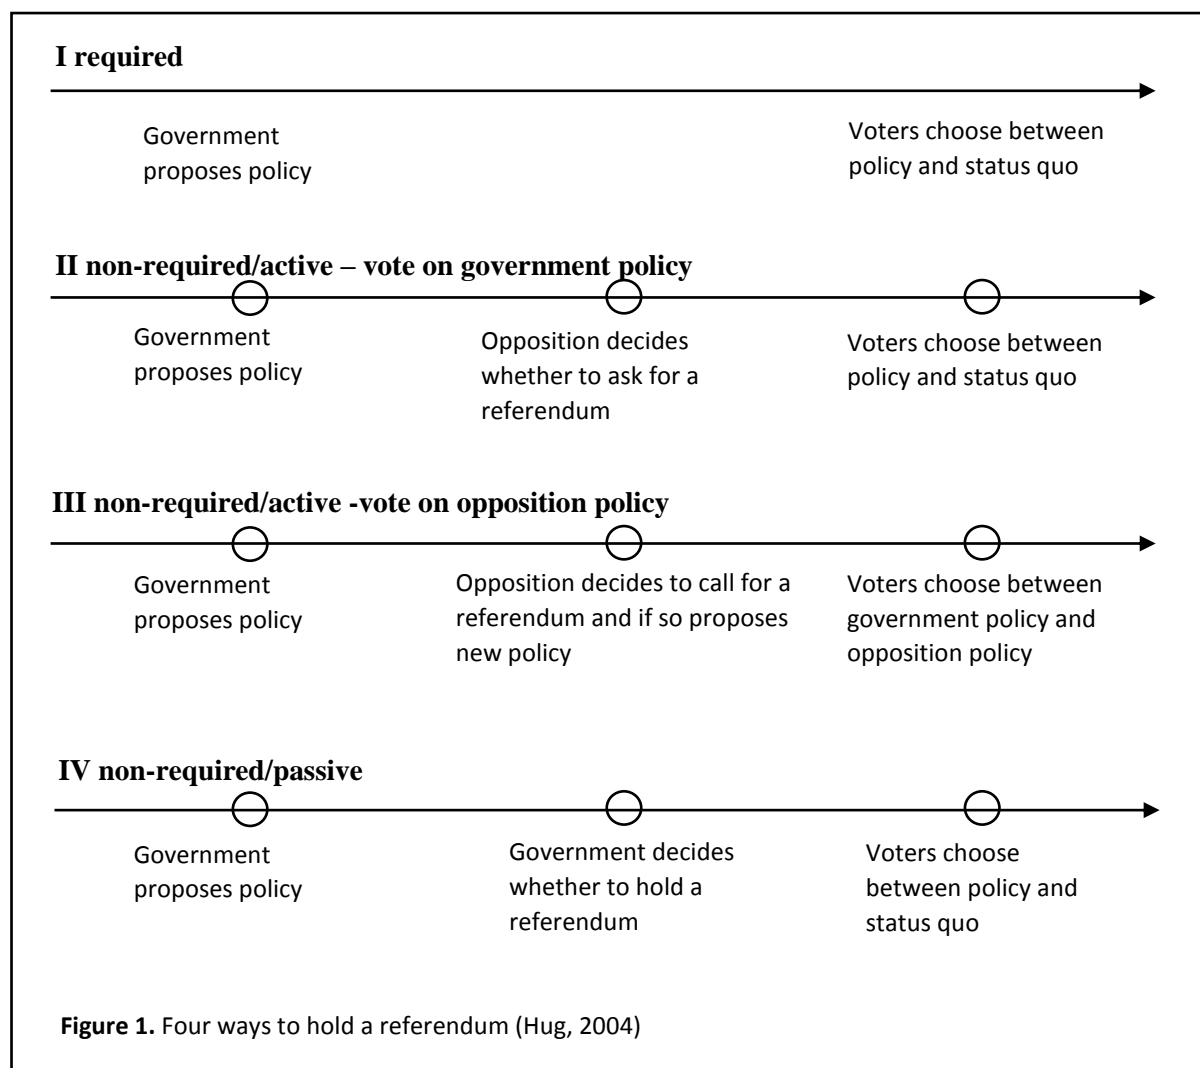 I required
Government
proposes policy
Voters choose between
policy and status quo
II non-required/active – vote on government policy
Government
proposes policy
Opposition decides
whether to ask for a
referendum
Voters choose between
policy and status quo
III non-required/active -vote on opposition policy
Government
proposes policy
Opposition decides to call for a
referendum and if so proposes
new policy
Voters choose between
government policy and
opposition policy
IV non-required/passive
Government
proposes policy
Government decides
whether to hold a
referendum
Voters choose
between policy and
status quo
Figure 1. Four ways to hold a referendum (Hug, 2004)